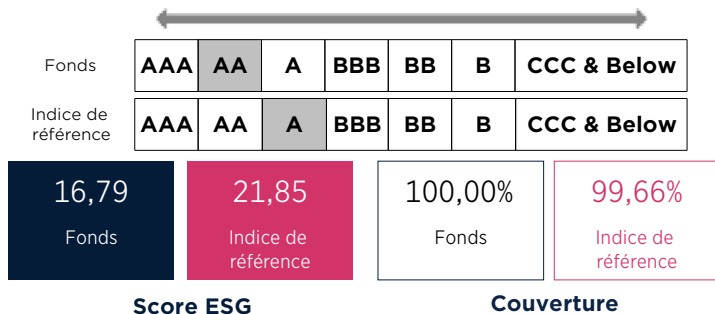 Fonds AAA AA A BBB BB B CCC & Below
Indice de
référence
AAA AA A BBB BB B CCC & Below
16,79 21,85 100,00% 99,66%
Fonds Indice de Fonds Indice de
référence référence
Score ESG Couverture